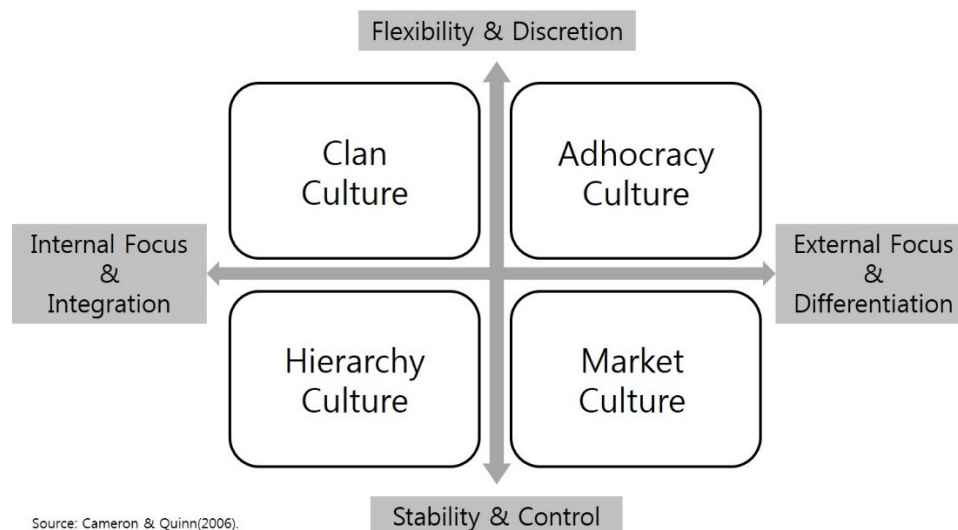 Flexibility & Discretion
Clan
Culture
Adhocracy
Culture
Internal Focus
&
Integration
External Focus
&
Differentiation
Hierarchy
Culture
Market
Culture
Stability & Control
Source: Cameron & Quinn(2006).